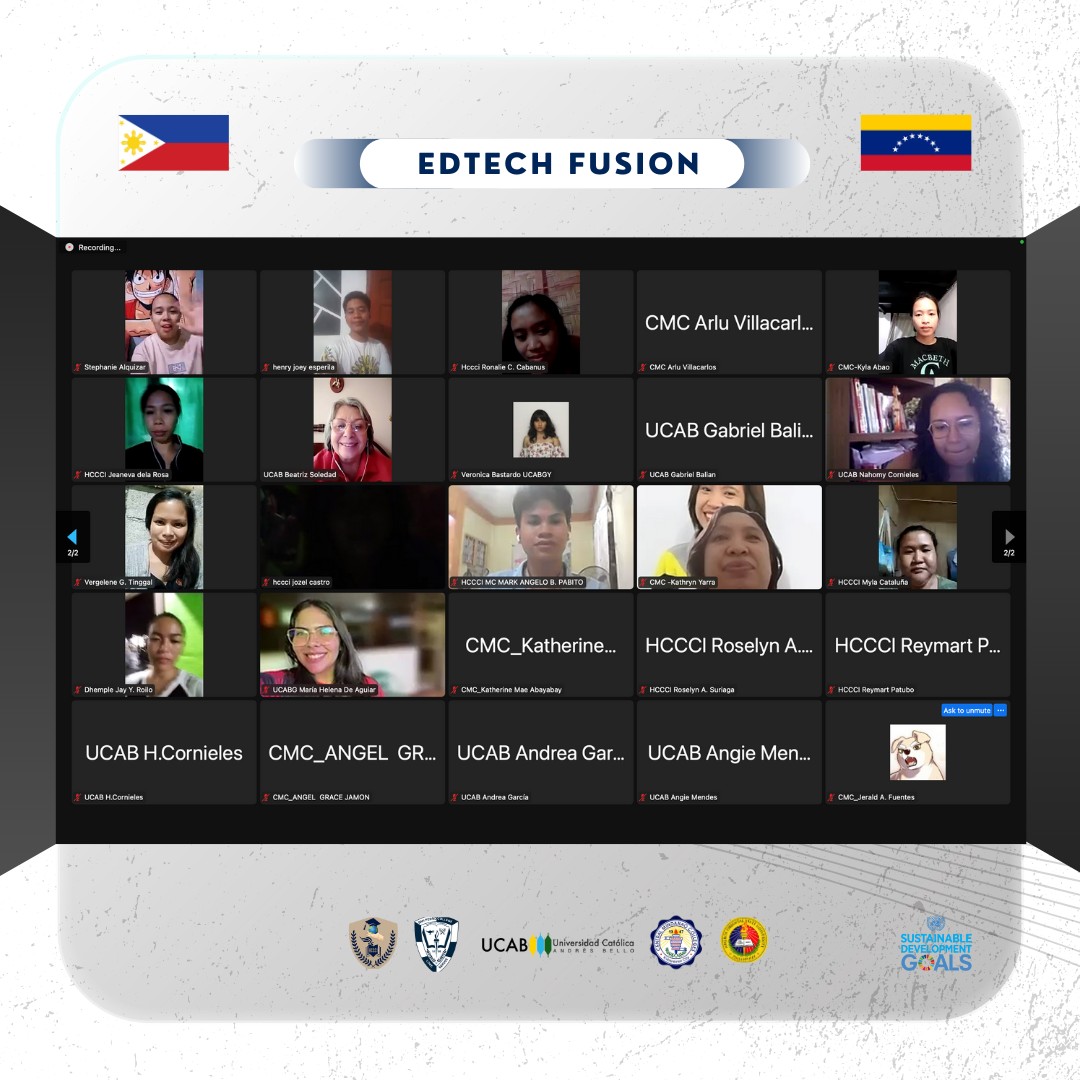 EDTECH FUSION
Recording...
Stephanie Alquizar
henry joey esperila
Hccci Ronalie C. Cabanus
CMC Arlu Villacarl...
CMC Arlu Villacarlos
CMC-Kyla Abao
MACBETH
HCCCI Jeaneva dela Rosa
UCAB Beatriz Soledad
Veronica Bastardo UCABGY
UCAB Gabriel Bali...
UCAB Gabriel Balian
UCAB Nahomy Cornieles
2/2
Vergelene G. Tinggal
hccci jozel castro
HCCCI MC MARK ANGELO B. PABITO
CMC -Kathryn Yarra
HCCCI Myla Cataluña
2/2
Dhemple Jay Y. Roilo
UCABG María Helena De Aguiar
CMC_Katherine...
CMC_Katherine Mae Abayabay
HCCCI Roselyn A....
HCCCI Roselyn A. Suriaga
HCCCI Reymart P...
HCCCI Reymart Patubo
UCAB H.Cornieles
UCAB H.Cornieles
CMC_ANGEL GR...
CMC_ANGEL GRACE JAMON
UCAB Andrea Gar...
UCAB Andrea García
UCAB Angie Men...
UCAB Angie Mendes
Ask to unmute ...
CMC_Jerald A. Fuentes
UCAB
Universidad Católica
ANDRÉS BELLO
SUSTAINABLE
DEVELOPMENT
GOALS